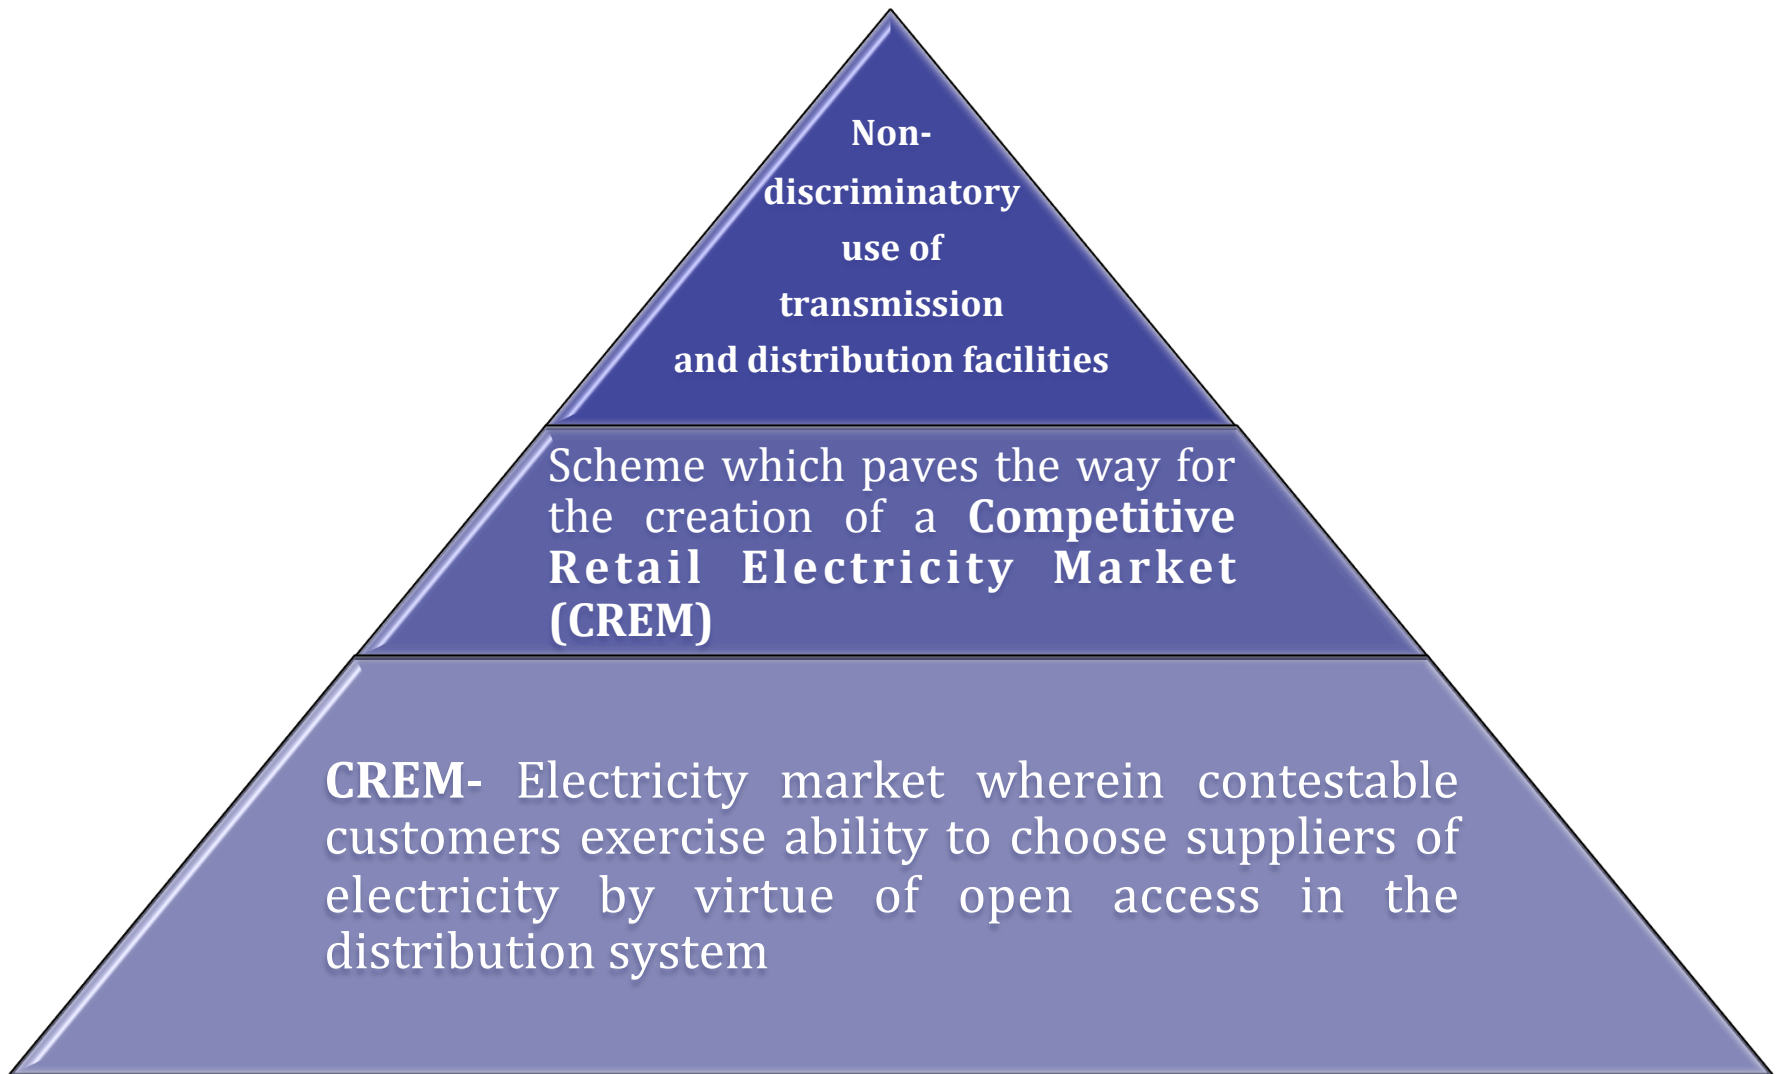 Non-
discriminatory
use of
transmission
and distribution facilities
Scheme which paves the way for
the creation of a Competitive
Retail Electricity Market
(CREM)
CREM- Electricity market wherein contestable
customers exercise ability to choose suppliers of
electricity by virtue of open access in the
distribution system